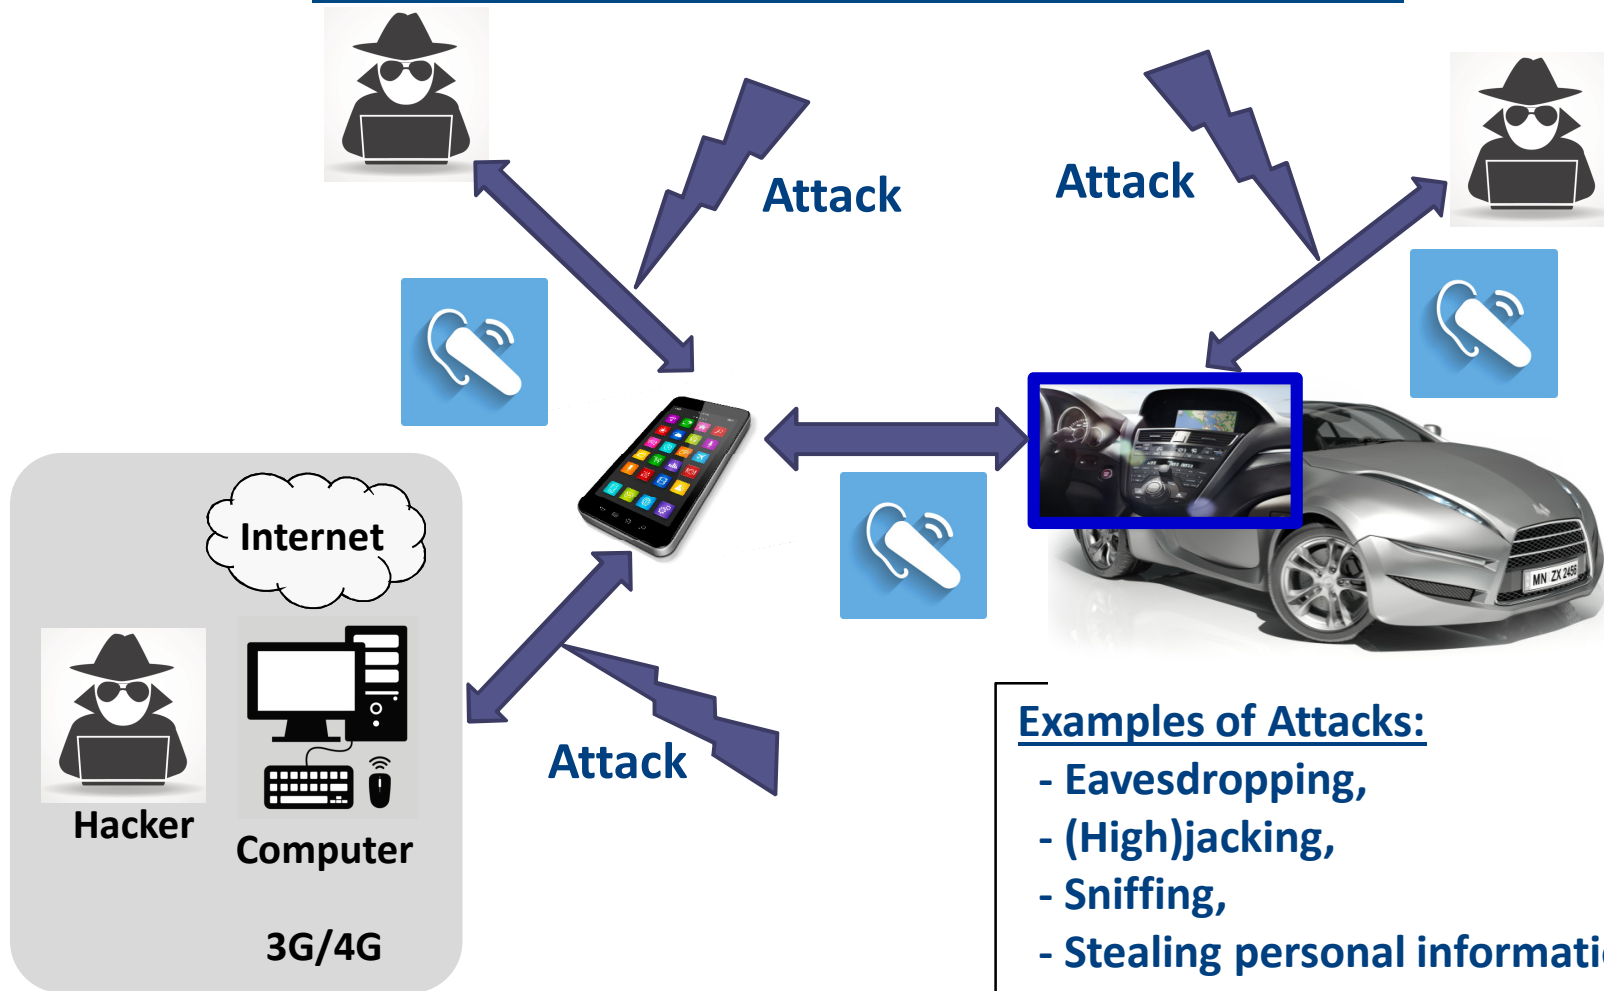 Attack
Attack
Internet
MN ZX 2456
Attack
Hacker
Computer
3G/4G
Examples of Attacks:
- Eavesdropping,
- (High)jacking,
- Sniffing,
- Stealing personal informati